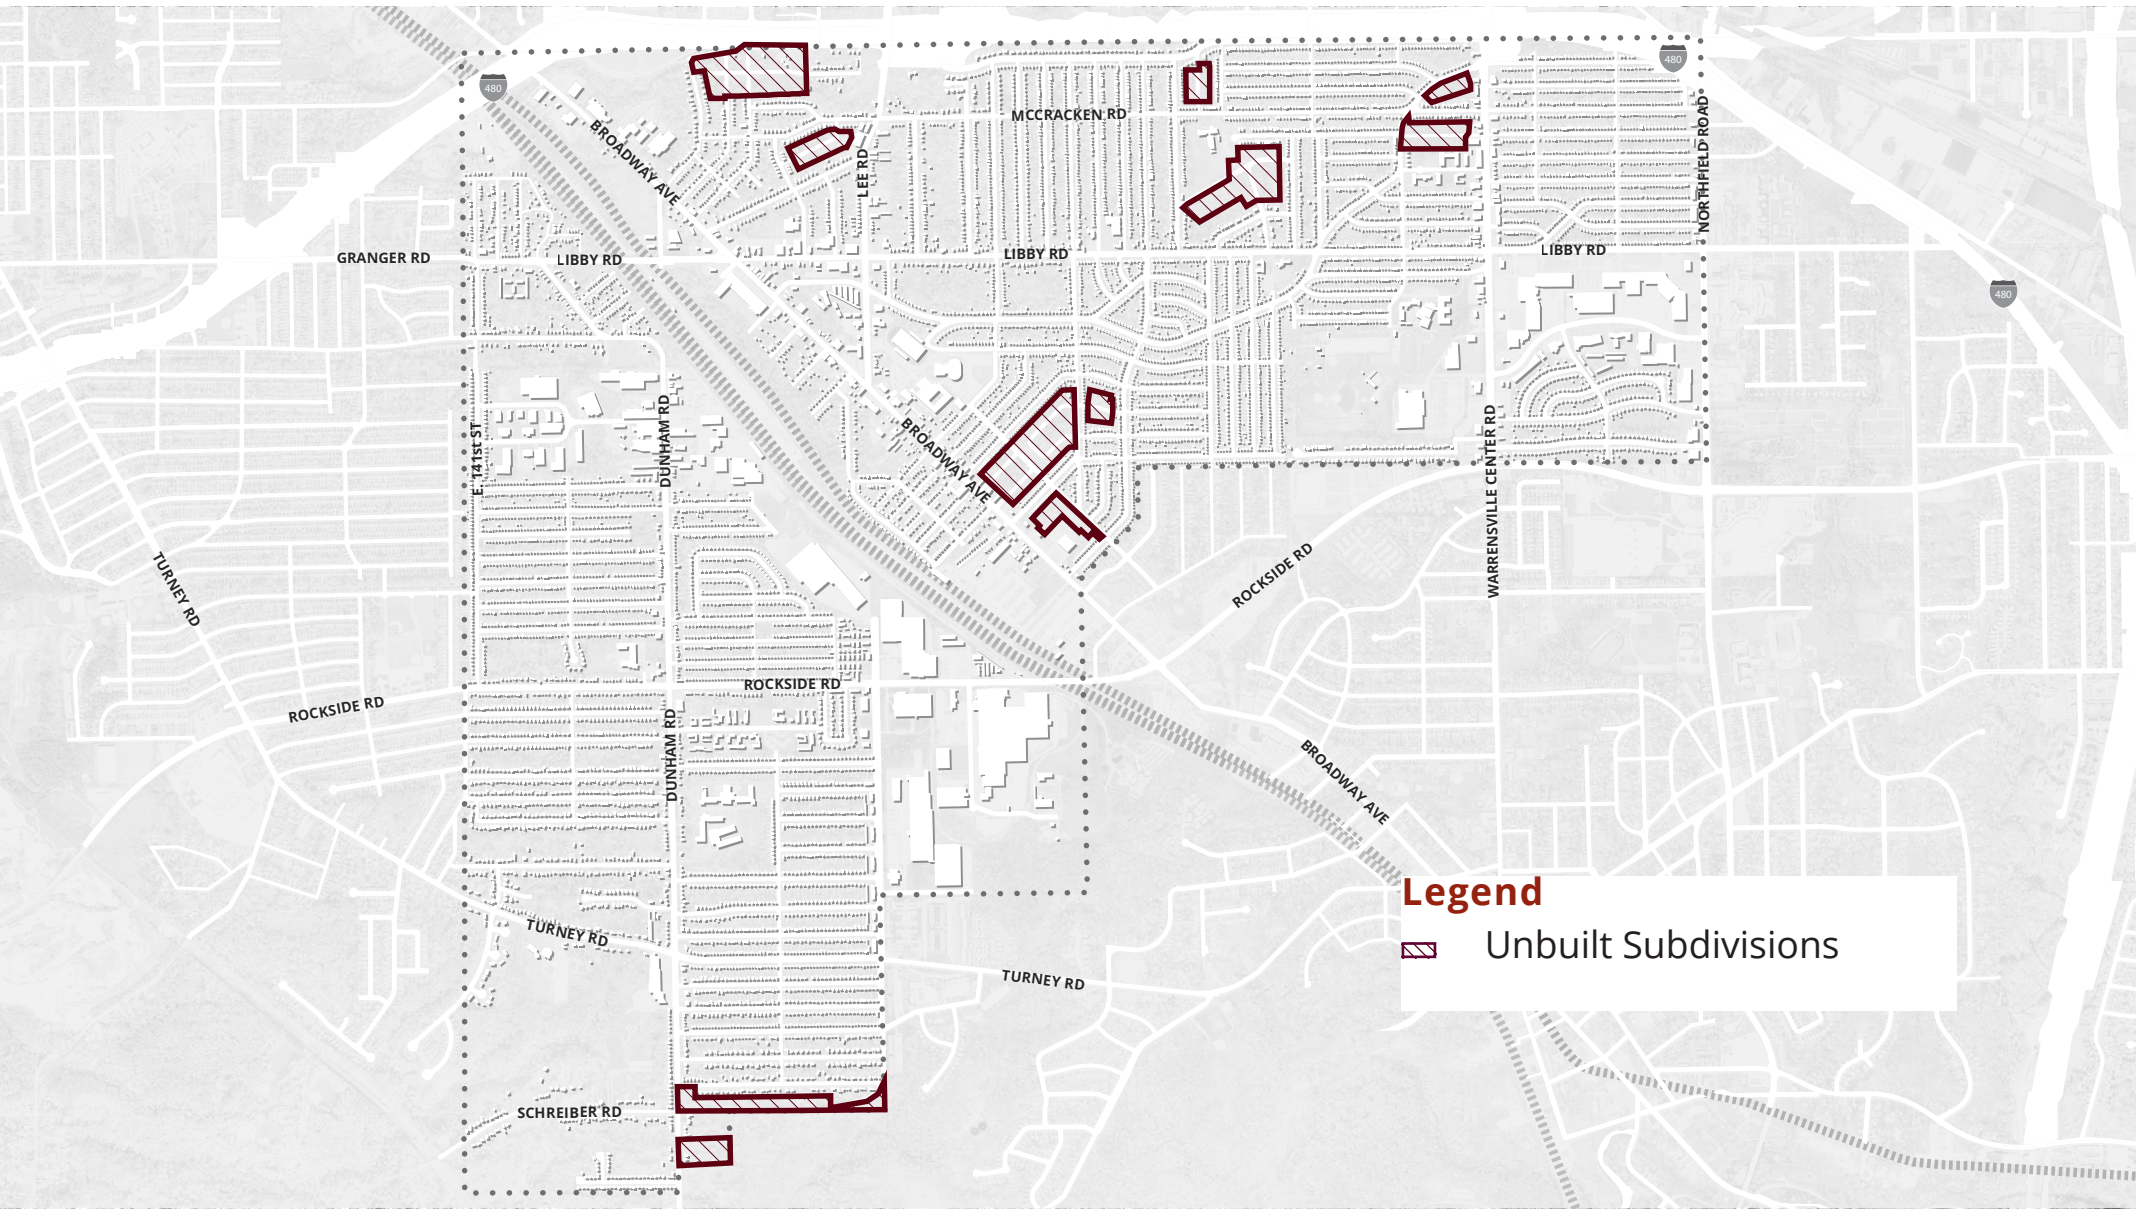 480
480
BROADWAY AVE
MCCRACKEN RD
LEE RD
NORTHFIELD ROAD
GRANGER RD
LIBBY RD
LIBBY RD
LIBBY RD
480
E. 141st ST
DUNHAM RD
BROADWAY AVE
WARRENSVILLE CENTER RD
TURNEY RD
ROCKSIDE RD
ROCKSIDE RD
ROCKSIDE RD
DUNHAM RD
BROADWAY AVE
Legend
Unbuilt Subdivisions
TURNEY RD
TURNEY RD
SCHREIBER RD